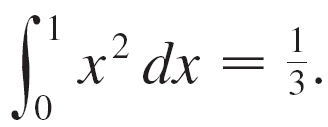 ∫₀¹ x² dx = ⅓.